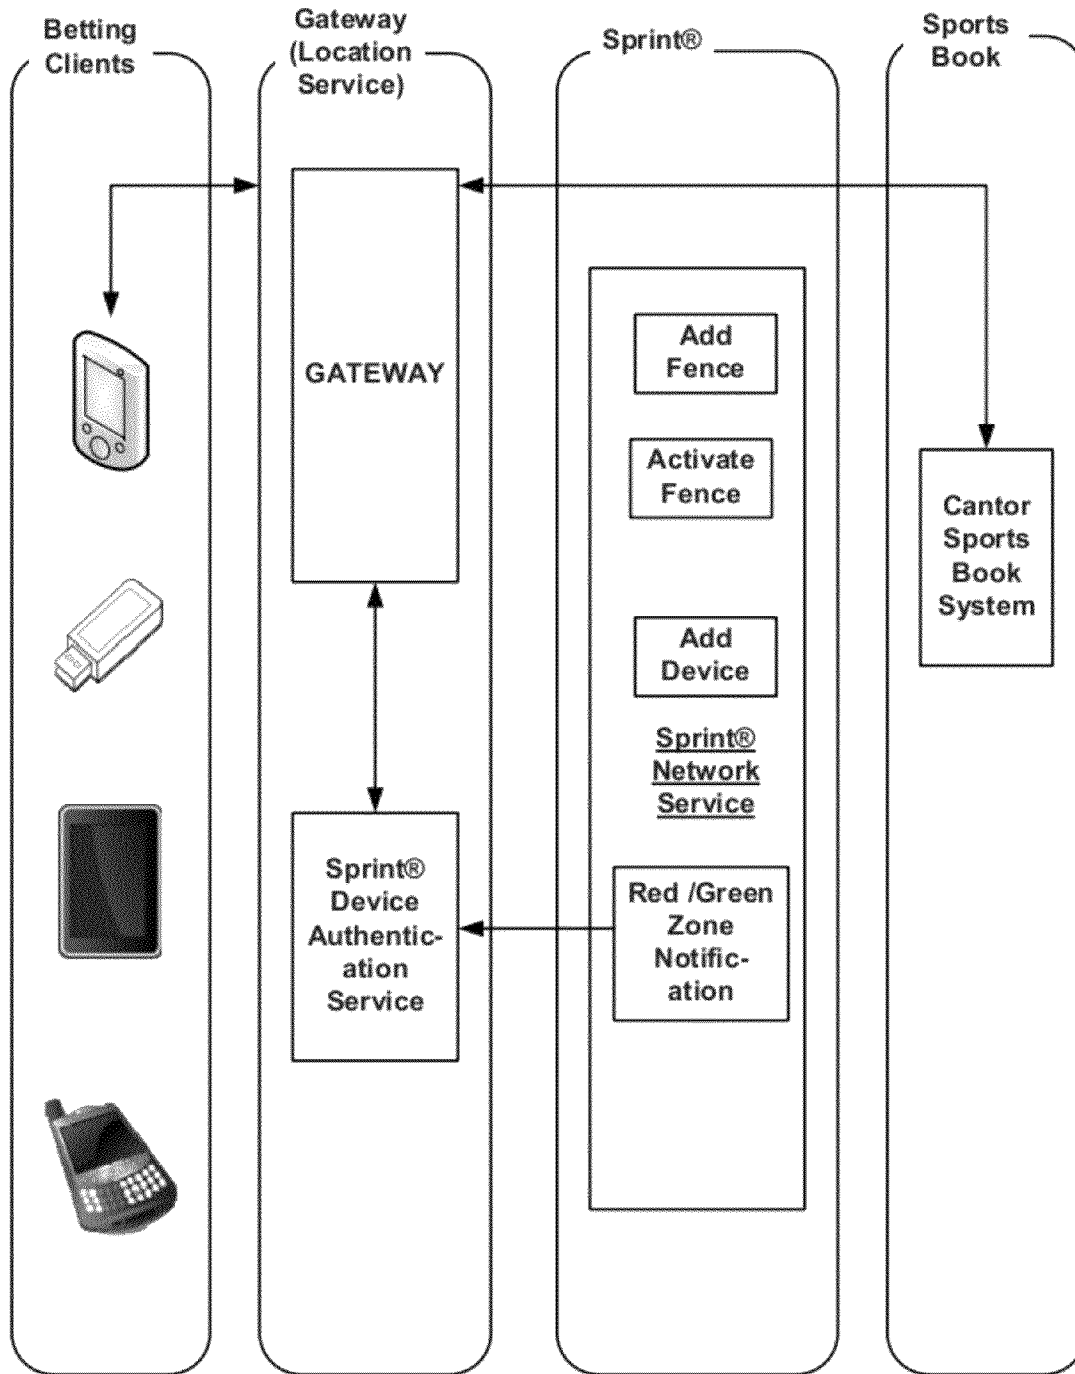 Betting
Clients
Gateway
(Location
Service)
Sprint®
Sports
Book
GATEWAY
Add
Fence
Activate
Fence
Add
Device
Sprint®
Network
Service
Red /Green
Zone
Notific-
ation
Sprint®
Device
Authentic-
ation
Service
Cantor
Sports
Book
System